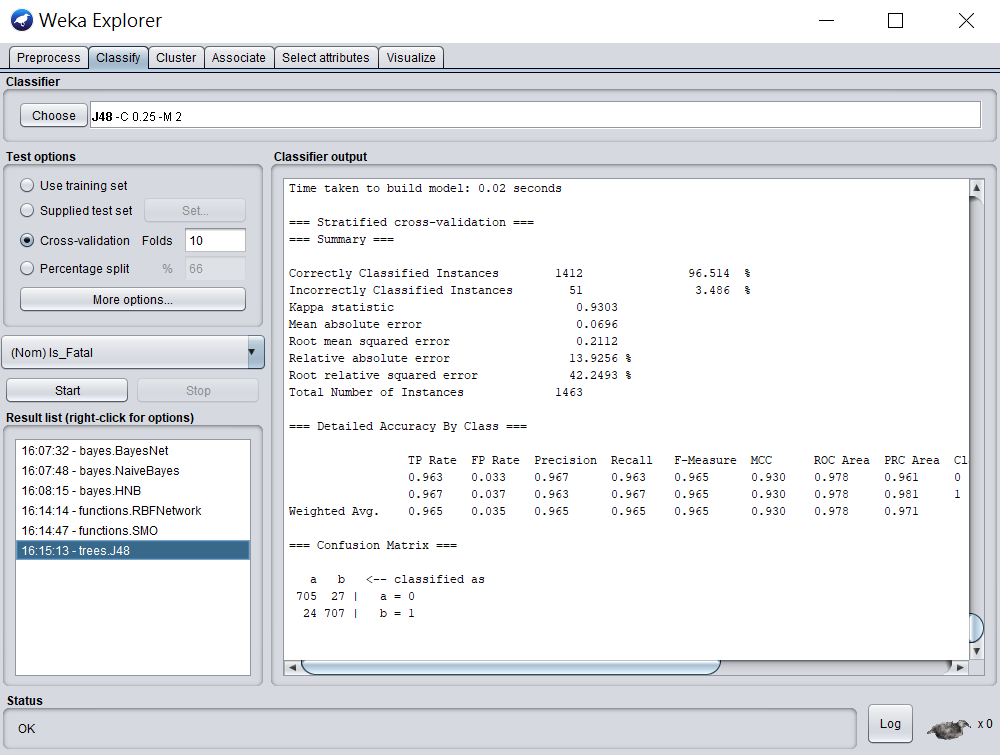 Weka Explorer
Preprocess Classify Cluster Associate Select attributes Visualize
Classifier
Choose J48 -C 0.25 -M 2
Test options
Use training set
Supplied test set Set...
Cross-validation Folds 10
Percentage split % 66
More options...
(Nom) Is_Fatal
Start Stop
Result list (right-click for options)
16:07:32 - bayes.BayesNet
16:07:48 - bayes.NaiveBayes
16:08:15 - bayes.HNB
16:14:14 - functions.RBFNetwork
16:14:47 - functions.SMO
16:15:13 - trees.J48
Classifier output
Time taken to build model: 0.02 seconds
=== Stratified cross-validation ===
=== Summary ===
Correctly Classified Instances 1412 96.514 %
Incorrectly Classified Instances 51 3.486 %
Kappa statistic 0.9303
Mean absolute error 0.0696
Root mean squared error 0.2112
Relative absolute error 13.9256 %
Root relative squared error 42.2493 %
Total Number of Instances 1463
=== Detailed Accuracy By Class ===
TP Rate FP Rate Precision Recall F-Measure MCC ROC Area PRC Area Cl
0.963 0.033 0.967 0.963 0.965 0.930 0.978 0.961 0
0.967 0.037 0.963 0.967 0.965 0.930 0.978 0.981 1
Weighted Avg. 0.965 0.035 0.965 0.965 0.965 0.930 0.978 0.971
=== Confusion Matrix ===
a b <-- classified as
705 27 | a = 0
24 707 | b = 1
Status
OK
Log
x 0